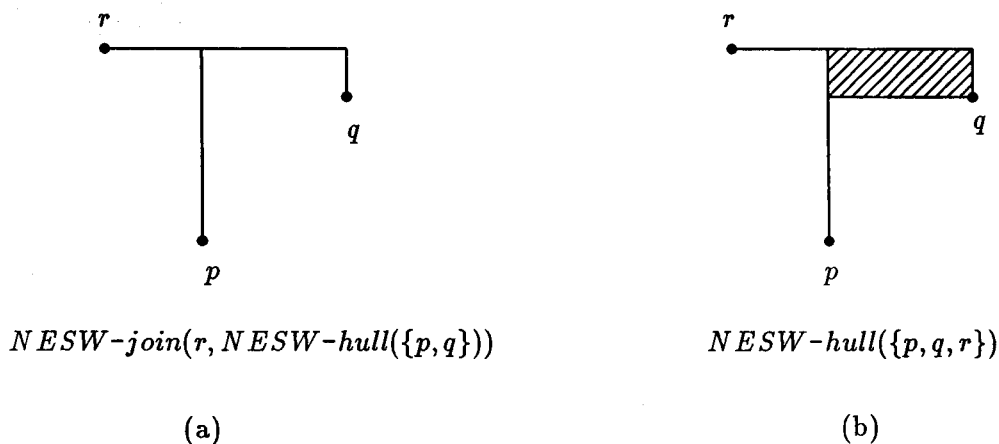 r
r
q
q
p
p
NESW-join(r, NESW-hull({p, q}))
NESW-hull({p, q, r})
(a)
(b)